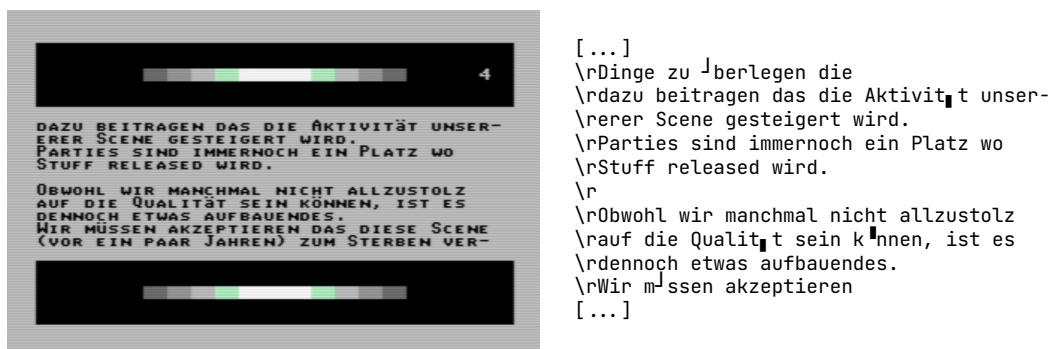 4
DAZU BEITRAGEN DAS DIE AKTIVITäT UNSER-
ERER SCENE GESTEIGERT WIRD.
PARTIES SIND IMMERNOCH EIN PLATZ WO
STUFF RELEASED WIRD.
OBWOHL WIR MANCHMAL NICHT ALLZUSTOLZ
AUF DIE QUALITÄT SEIN KÖNNEN, IST ES
DENNOCH ETWAS AUFBAUENDES.
WIR MÜSSEN AKZEPTIEREN DAS DIESE SCENE
(VOR EIN PAAR JAHREN) ZUM STERBEN VER-
[...]
\rDinge zu ┘berlegen die
\rdazu beitragen das die Aktivit▖t unser-
\rerer Scene gesteigert wird.
\rParties sind immernoch ein Platz wo
\rStuff released wird.
\r
\rObwohl wir manchmal nicht allzustolz
\rauf die Qualit▖t sein k▝nnen, ist es
\rdennoch etwas aufbauendes.
\rWir m┘ssen akzeptieren
[...]